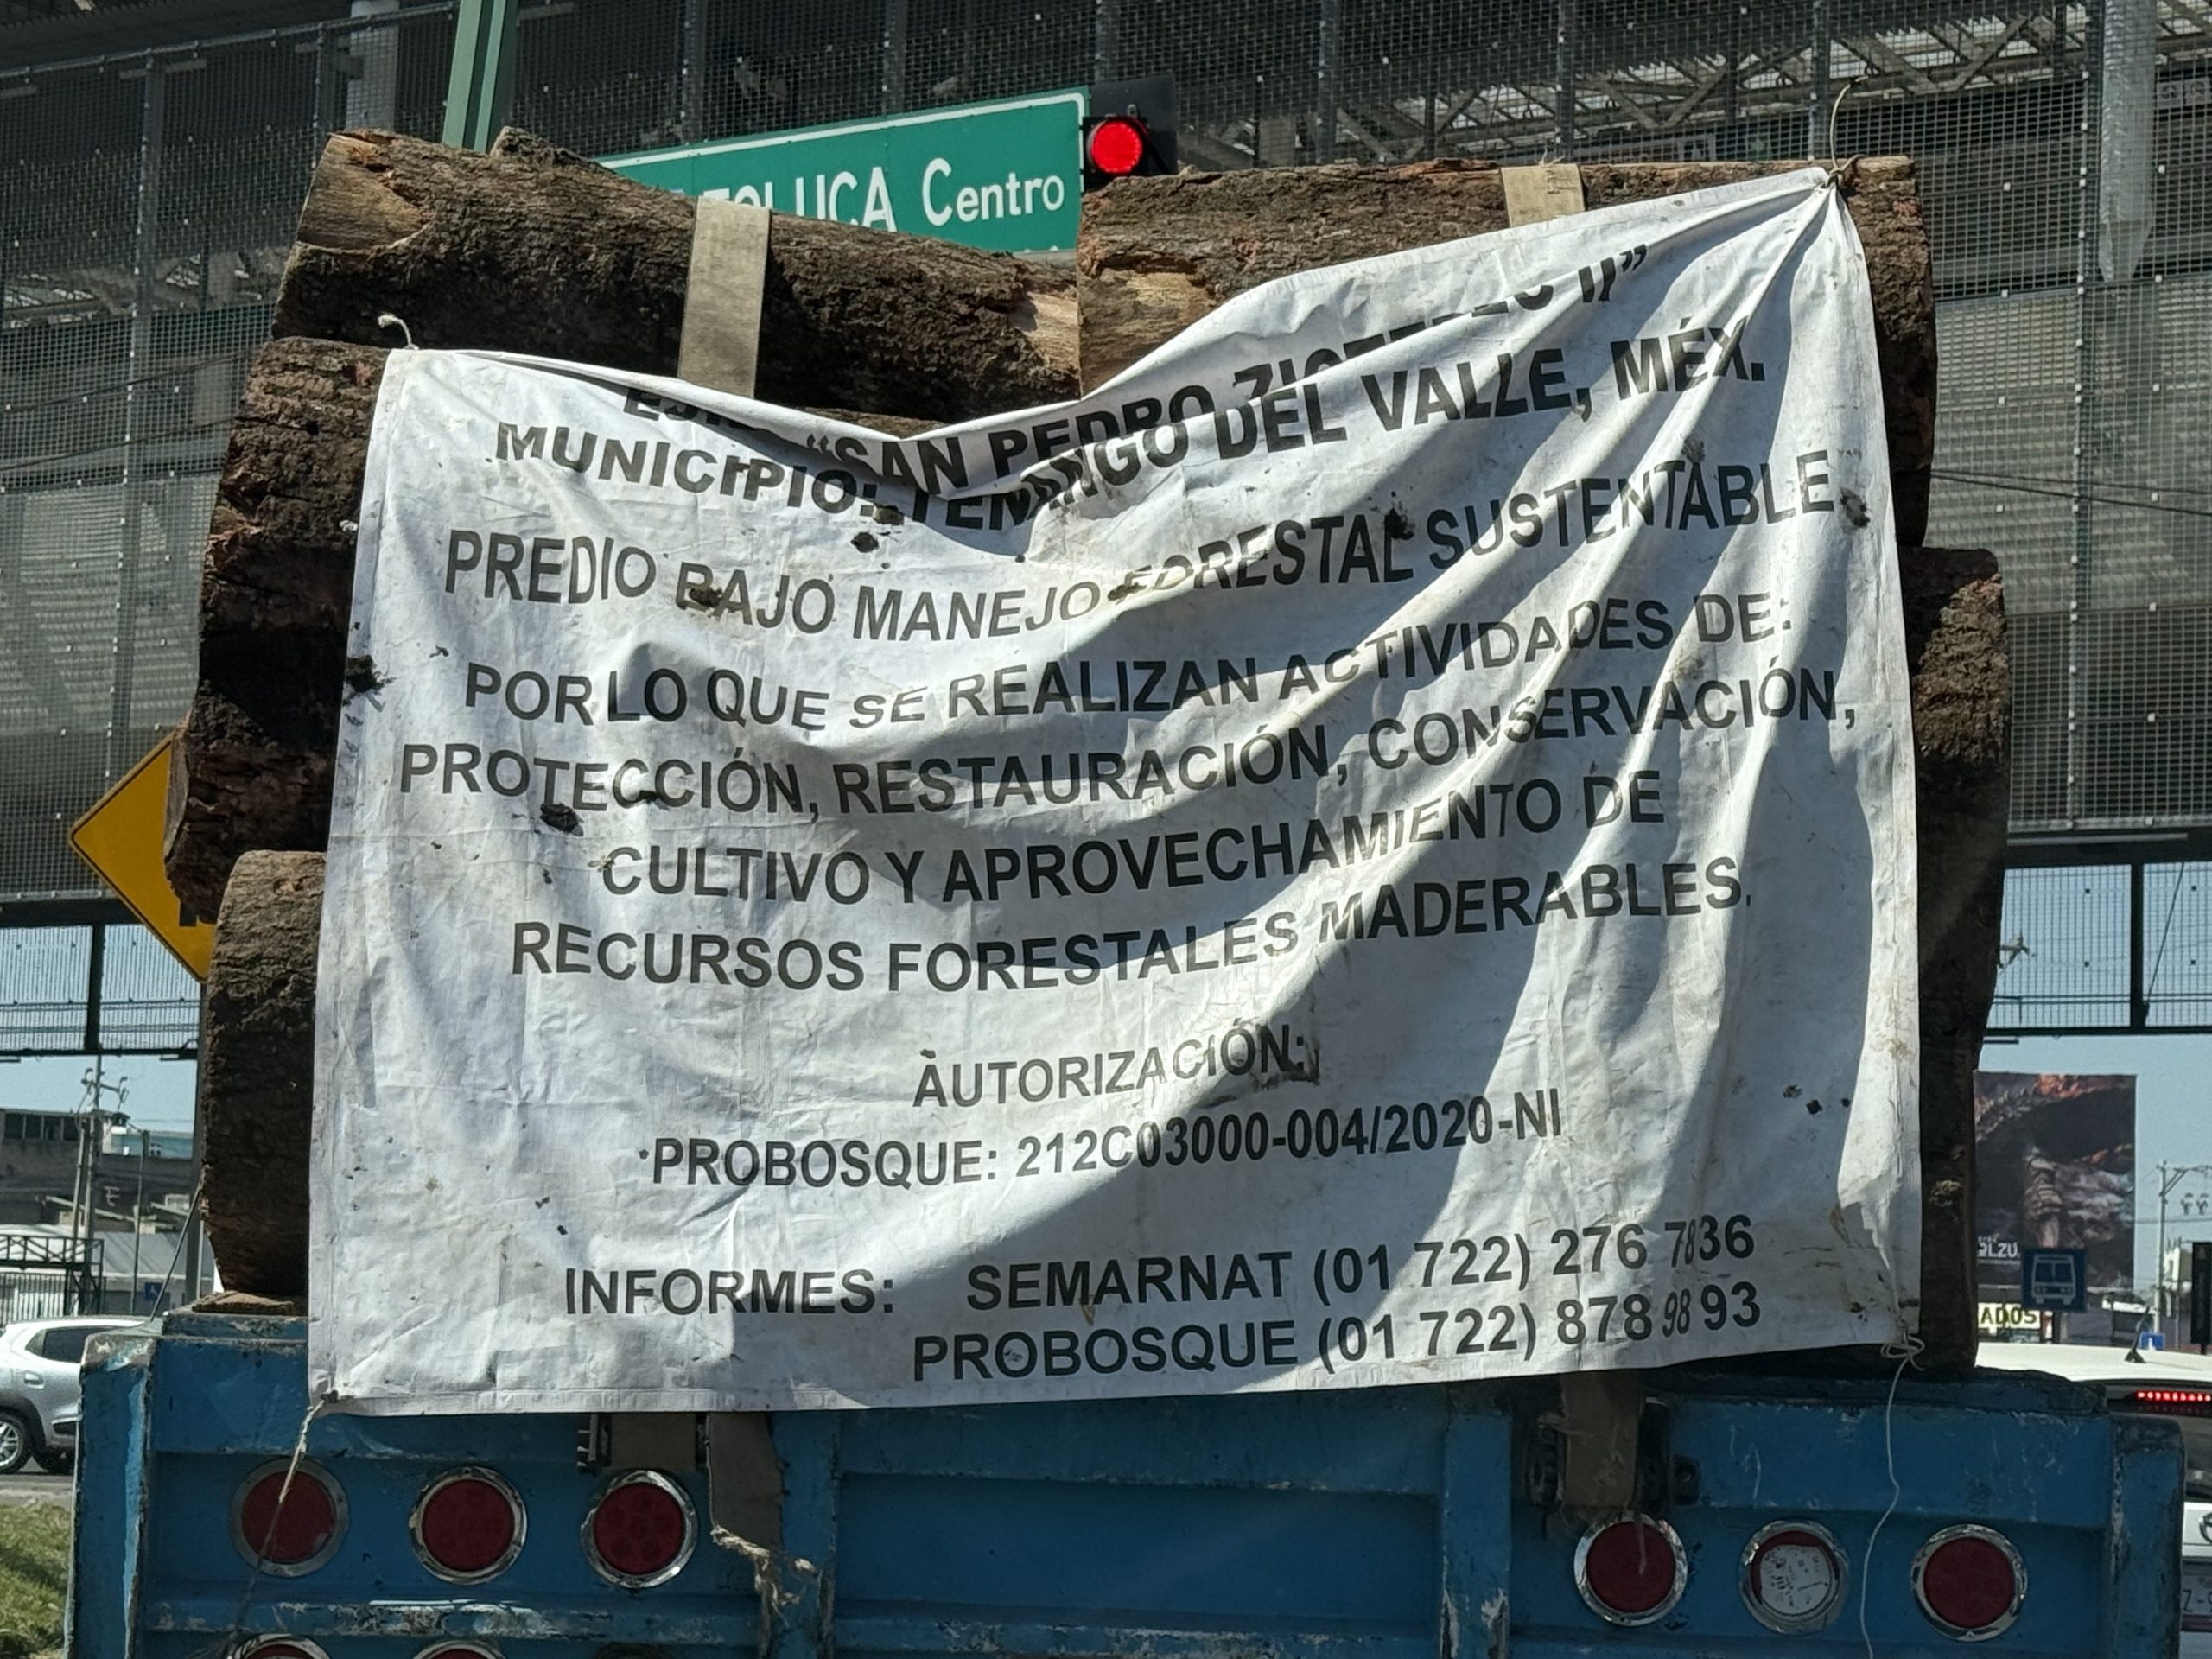 TOLUCA Centro
"SAN PEDRO II"
MUNICIPIO: TENANGO DEL VALLE, MÉX.
PREDIO BAJO MANEJO FORESTAL SUSTENTABLE
POR LO QUE SE REALIZAN ACTIVIDADES DE:
PROTECCIÓN, RESTAURACIÓN, CONSERVACIÓN,
CULTIVO Y APROVECHAMIENTO DE
RECURSOS FORESTALES MADERABLES.
AUTORIZACIÓN:
PROBOSQUE: 212C03000-004/2020-NI
INFORMES: SEMARNAT (01 722) 276 7836
PROBOSQUE (01 722) 878 98 93
ADOS